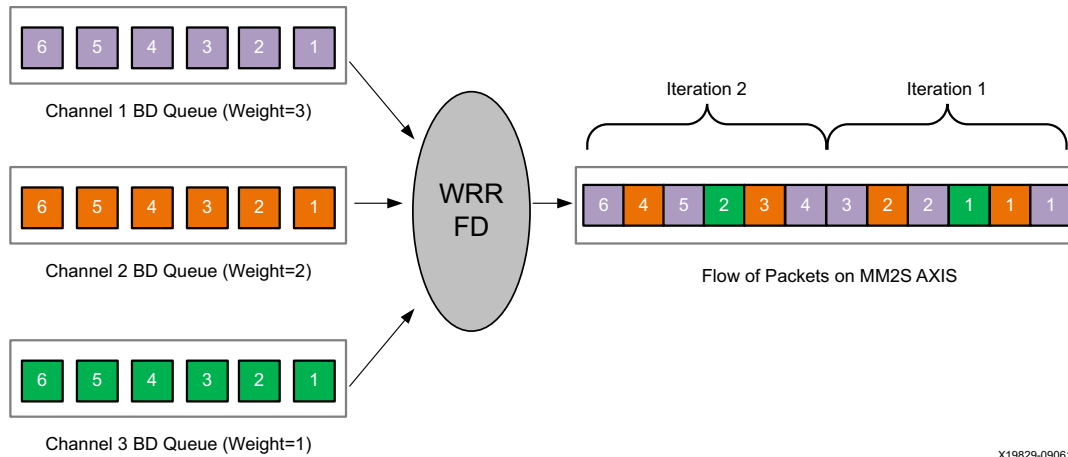 6 5 4 3 2 1
Channel 1 BD Queue (Weight=3)
6 5 4 3 2 1
Channel 2 BD Queue (Weight=2)
6 5 4 3 2 1
Channel 3 BD Queue (Weight=1)
WRR
FD
Iteration 2 Iteration 1
6 4 5 2 3 4 3 2 2 1 1 1
Flow of Packets on MM2S AXIS